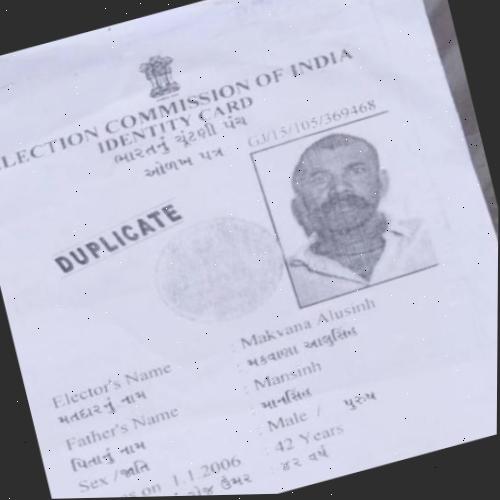 ELECTION COMMISSION OF INDIA
IDENTITY CARD
ભારતનું ચૂંટણી પંચ
ઓળખ પત્ર
GJ/15/105/369468
DUPLICATE
Elector's Name : Makvana Alusinh
મતદારનું નામ : મકવાણા આલુસિંહ
Father's Name : Mansinh
પિતાનું નામ : માનસિંહ
Sex / જાતિ : Male / પુરુષ
on 1.1.2006 : 42 Years
રોજ ઉંમર : ૪૨ વર્ષ